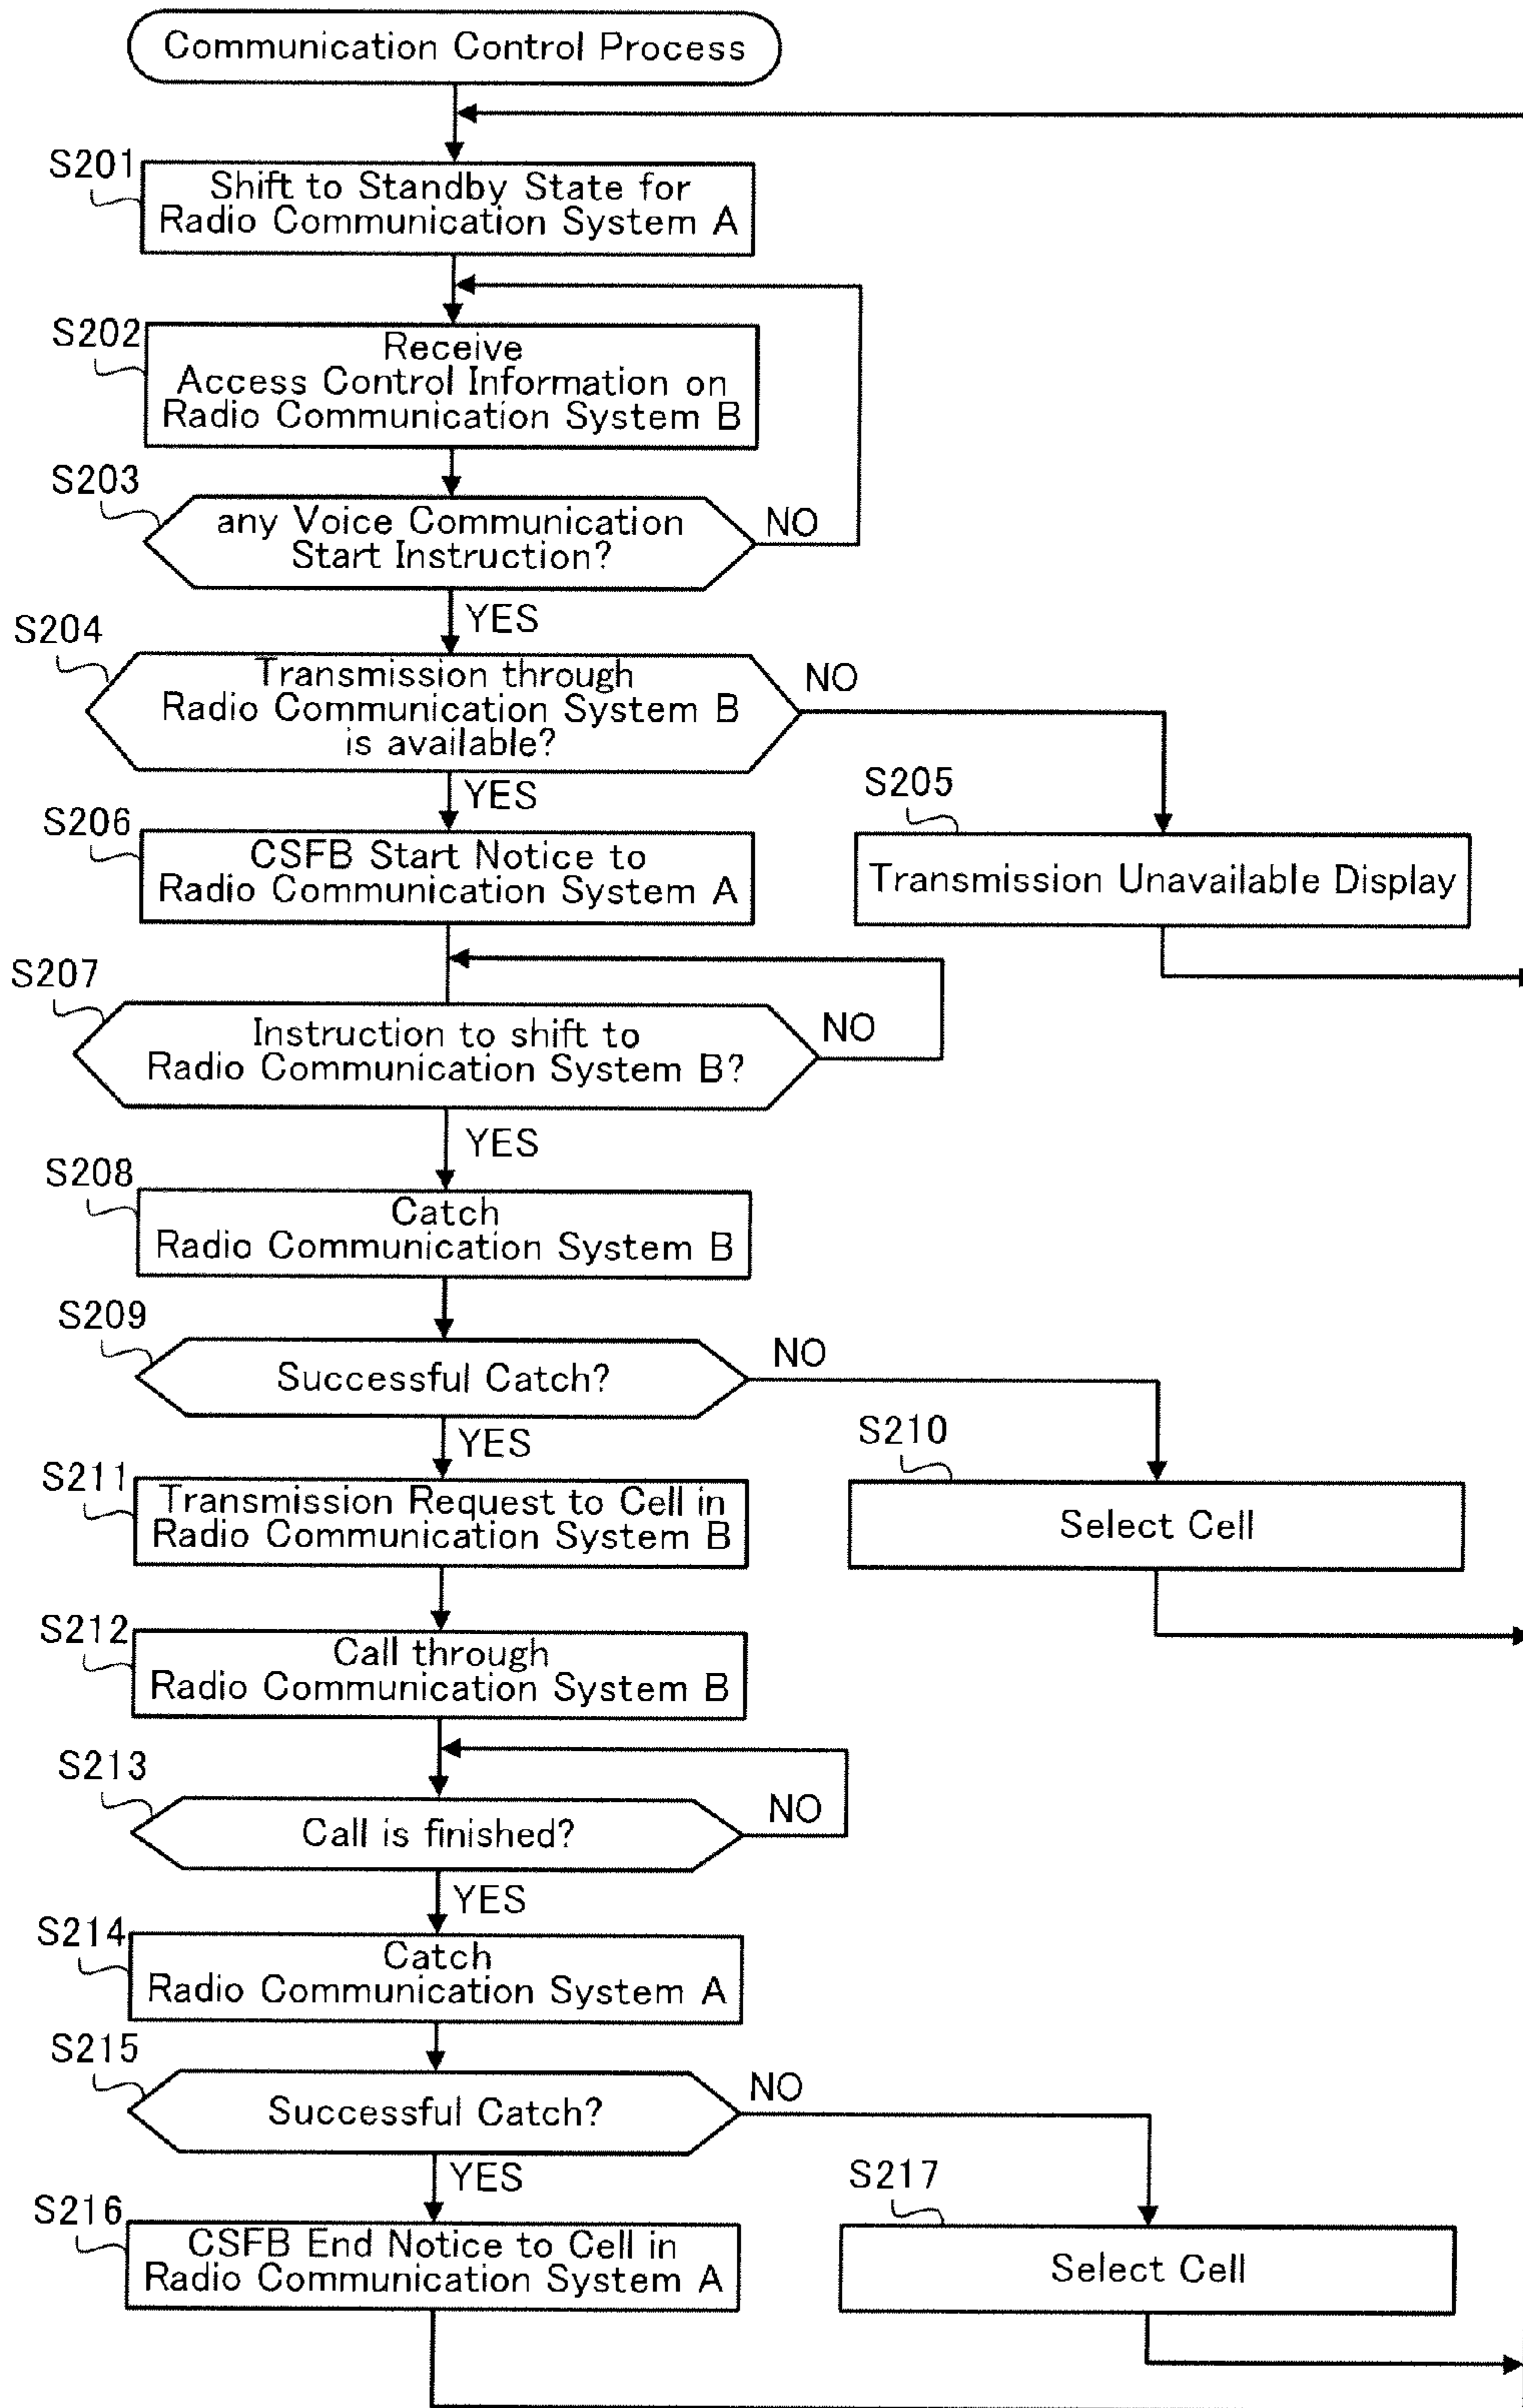 Communication Control Process
S201
Shift to Standby State for
Radio Communication System A
S202
Receive
Access Control Information on
Radio Communication System B
S203
any Voice Communication
Start Instruction?
NO
YES
S204
Transmission through
Radio Communication System B
is available?
NO
YES
S205
Transmission Unavailable Display
S206
CSFB Start Notice to
Radio Communication System A
S207
Instruction to shift to
Radio Communication System B?
NO
YES
S208
Catch
Radio Communication System B
S209
Successful Catch?
NO
YES
S210
Select Cell
S211
Transmission Request to Cell in
Radio Communication System B
S212
Call through
Radio Communication System B
S213
Call is finished?
NO
YES
S214
Catch
Radio Communication System A
S215
Successful Catch?
NO
YES
S216
CSFB End Notice to Cell in
Radio Communication System A
S217
Select Cell